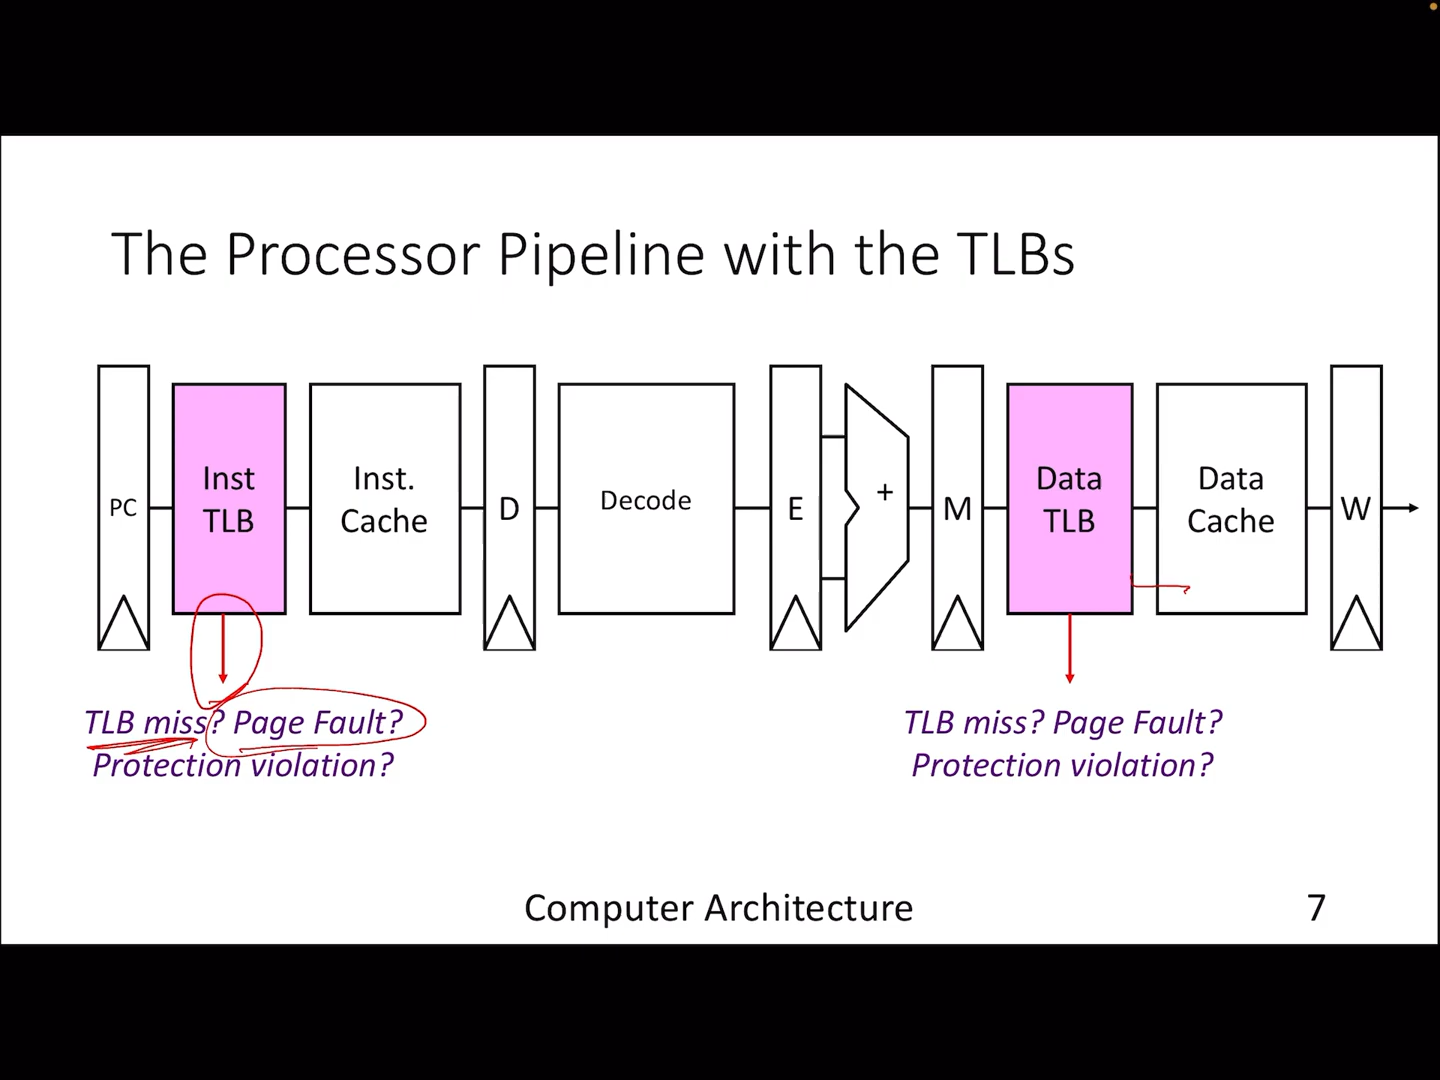 The Processor Pipeline with the TLBs
PC
Inst
TLB
Inst.
Cache
D
Decode
E
+
M
Data
TLB
Data
Cache
W
TLB miss? Page Fault?
Protection violation?
TLB miss? Page Fault?
Protection violation?
Computer Architecture
7